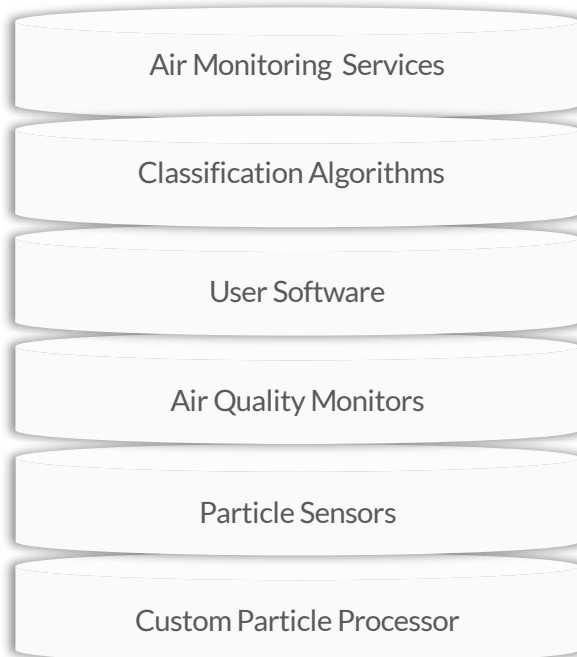 Air Monitoring Services
Classification Algorithms
User Software
Air Quality Monitors
Particle Sensors
Custom Particle Processor